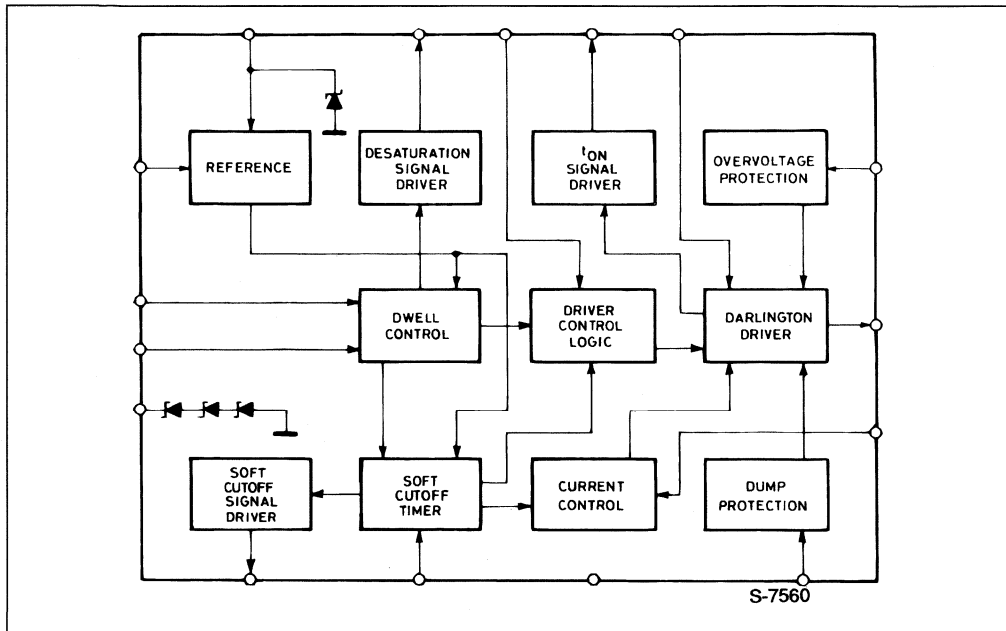 REFERENCE
DESATURATION
SIGNAL
DRIVER
tON
SIGNAL
DRIVER
OVERVOLTAGE
PROTECTION
DWELL
CONTROL
DRIVER
CONTROL
LOGIC
DARLINGTON
DRIVER
SOFT
CUTOFF
SIGNAL
DRIVER
SOFT
CUTOFF
TIMER
CURRENT
CONTROL
DUMP
PROTECTION
S-7560